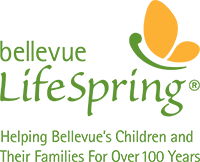 bellevue
LifeSpring®
Helping Bellevue's Children and
Their Families For Over 100 Years